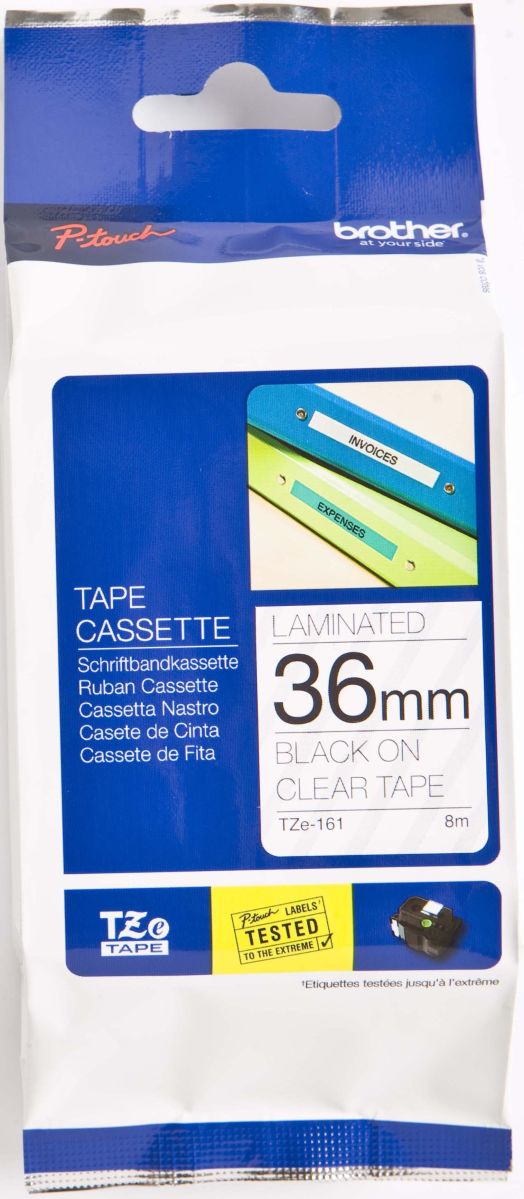 P-touch
brother
at your side
INVOICES
EXPENSES
TAPE
CASSETTE
Schriftbandkassette
Ruban Cassette
Cassetta Nastro
Casete de Cinta
Cassete de Fita
LAMINATED
36mm
BLACK ON
CLEAR TAPE
TZe-161 8m
TZe
TAPE
P-touch LABELS†
TESTED
TO THE EXTREME
†Etiquettes testées jusqu'à l'extrême